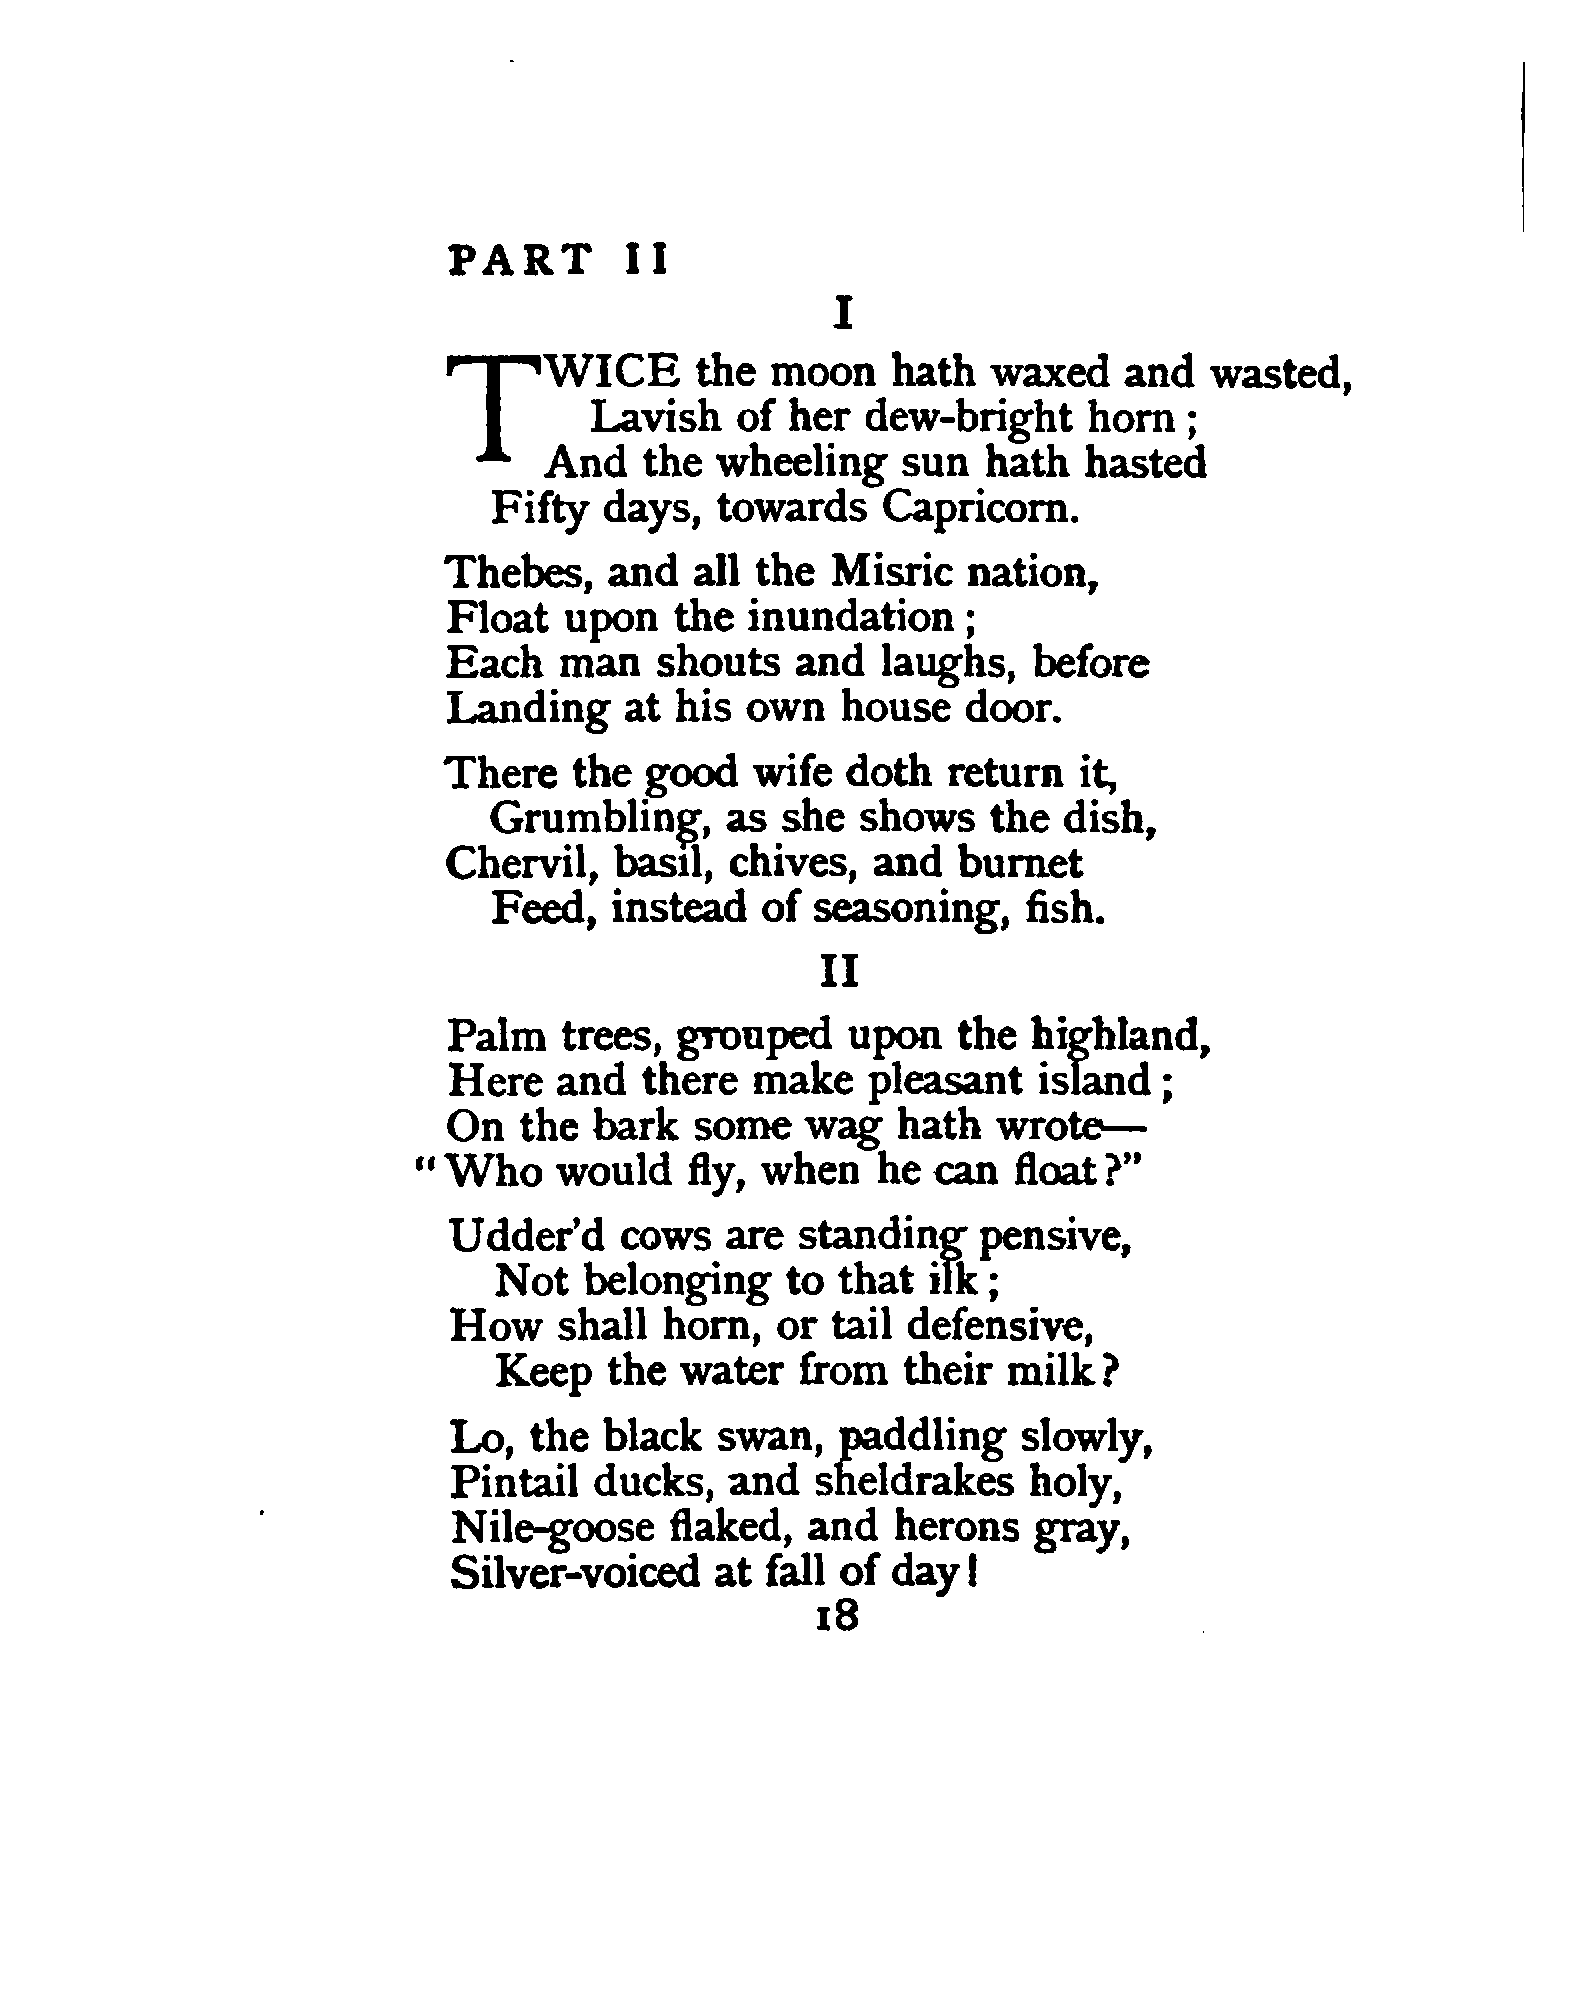 PART II
I
TWICE the moon hath waxed and wasted,
Lavish of her dew-bright horn;
And the wheeling sun hath hasted
Fifty days, towards Capricorn.
Thebes, and all the Misric nation,
Float upon the inundation;
Each man shouts and laughs, before
Landing at his own house door.
There the good wife doth return it,
Grumbling, as she shows the dish,
Chervil, basil, chives, and burnet
Feed, instead of seasoning, fish.
II
Palm trees, grouped upon the highland,
Here and there make pleasant island;
On the bark some wag hath wrote—
"Who would fly, when he can float?"
Udder'd cows are standing pensive,
Not belonging to that ilk;
How shall horn, or tail defensive,
Keep the water from their milk?
Lo, the black swan, paddling slowly,
Pintail ducks, and sheldrakes holy,
Nile-goose flaked, and herons gray,
Silver-voiced at fall of day!
18